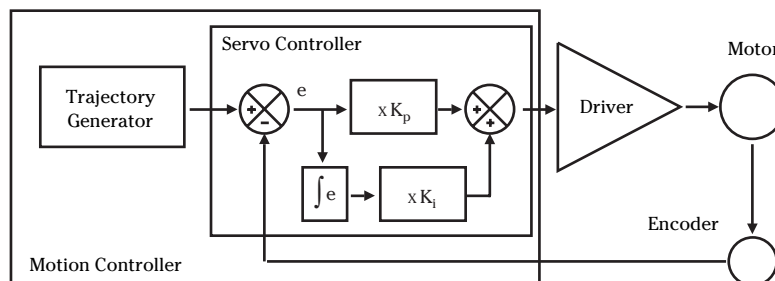 Servo Controller
Motor
Trajectory
Generator
+
-
e
x Kp
+
+
Driver
∫ e
x Ki
Encoder
Motion Controller